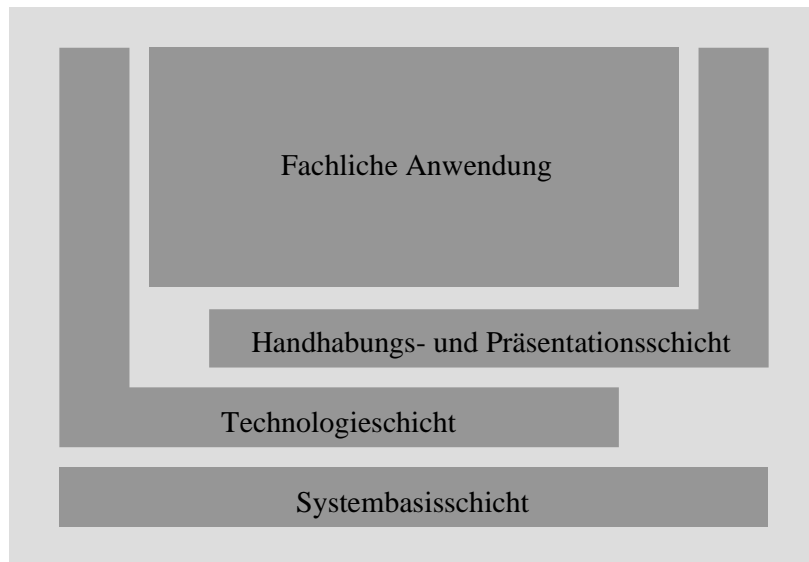 Fachliche Anwendung
Handhabungs- und Präsentationsschicht
Technologieschicht
Systembasisschicht